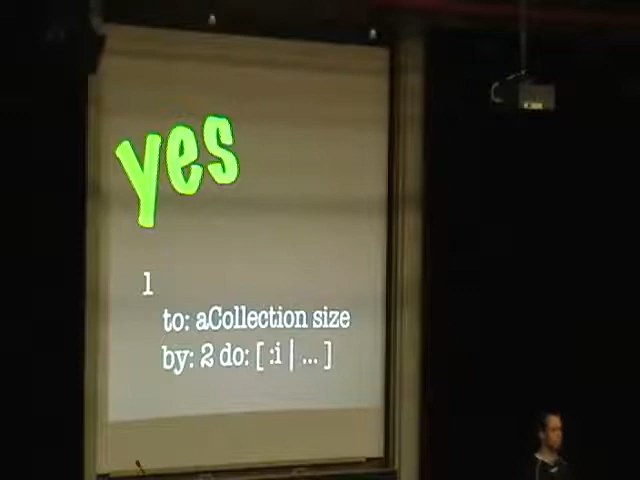 yes
1
to: aCollection size
by: 2 do: [ :i | ... ]